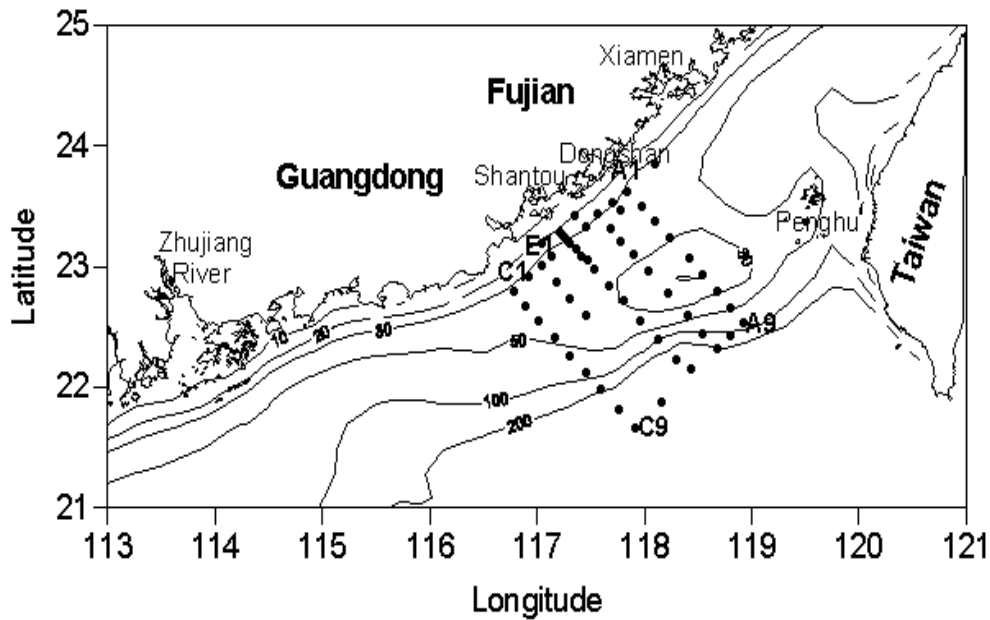 25
Xiamen
Fujian
24
Dongshan
A1
Guangdong
Shantou
Penghu
Zhujiang
River
E1
23
C1
Taiwan
Latitude
A9
10
20
30
50
22
100
200
C9
21
113
114
115
116
117
118
119
120
121
Longitude